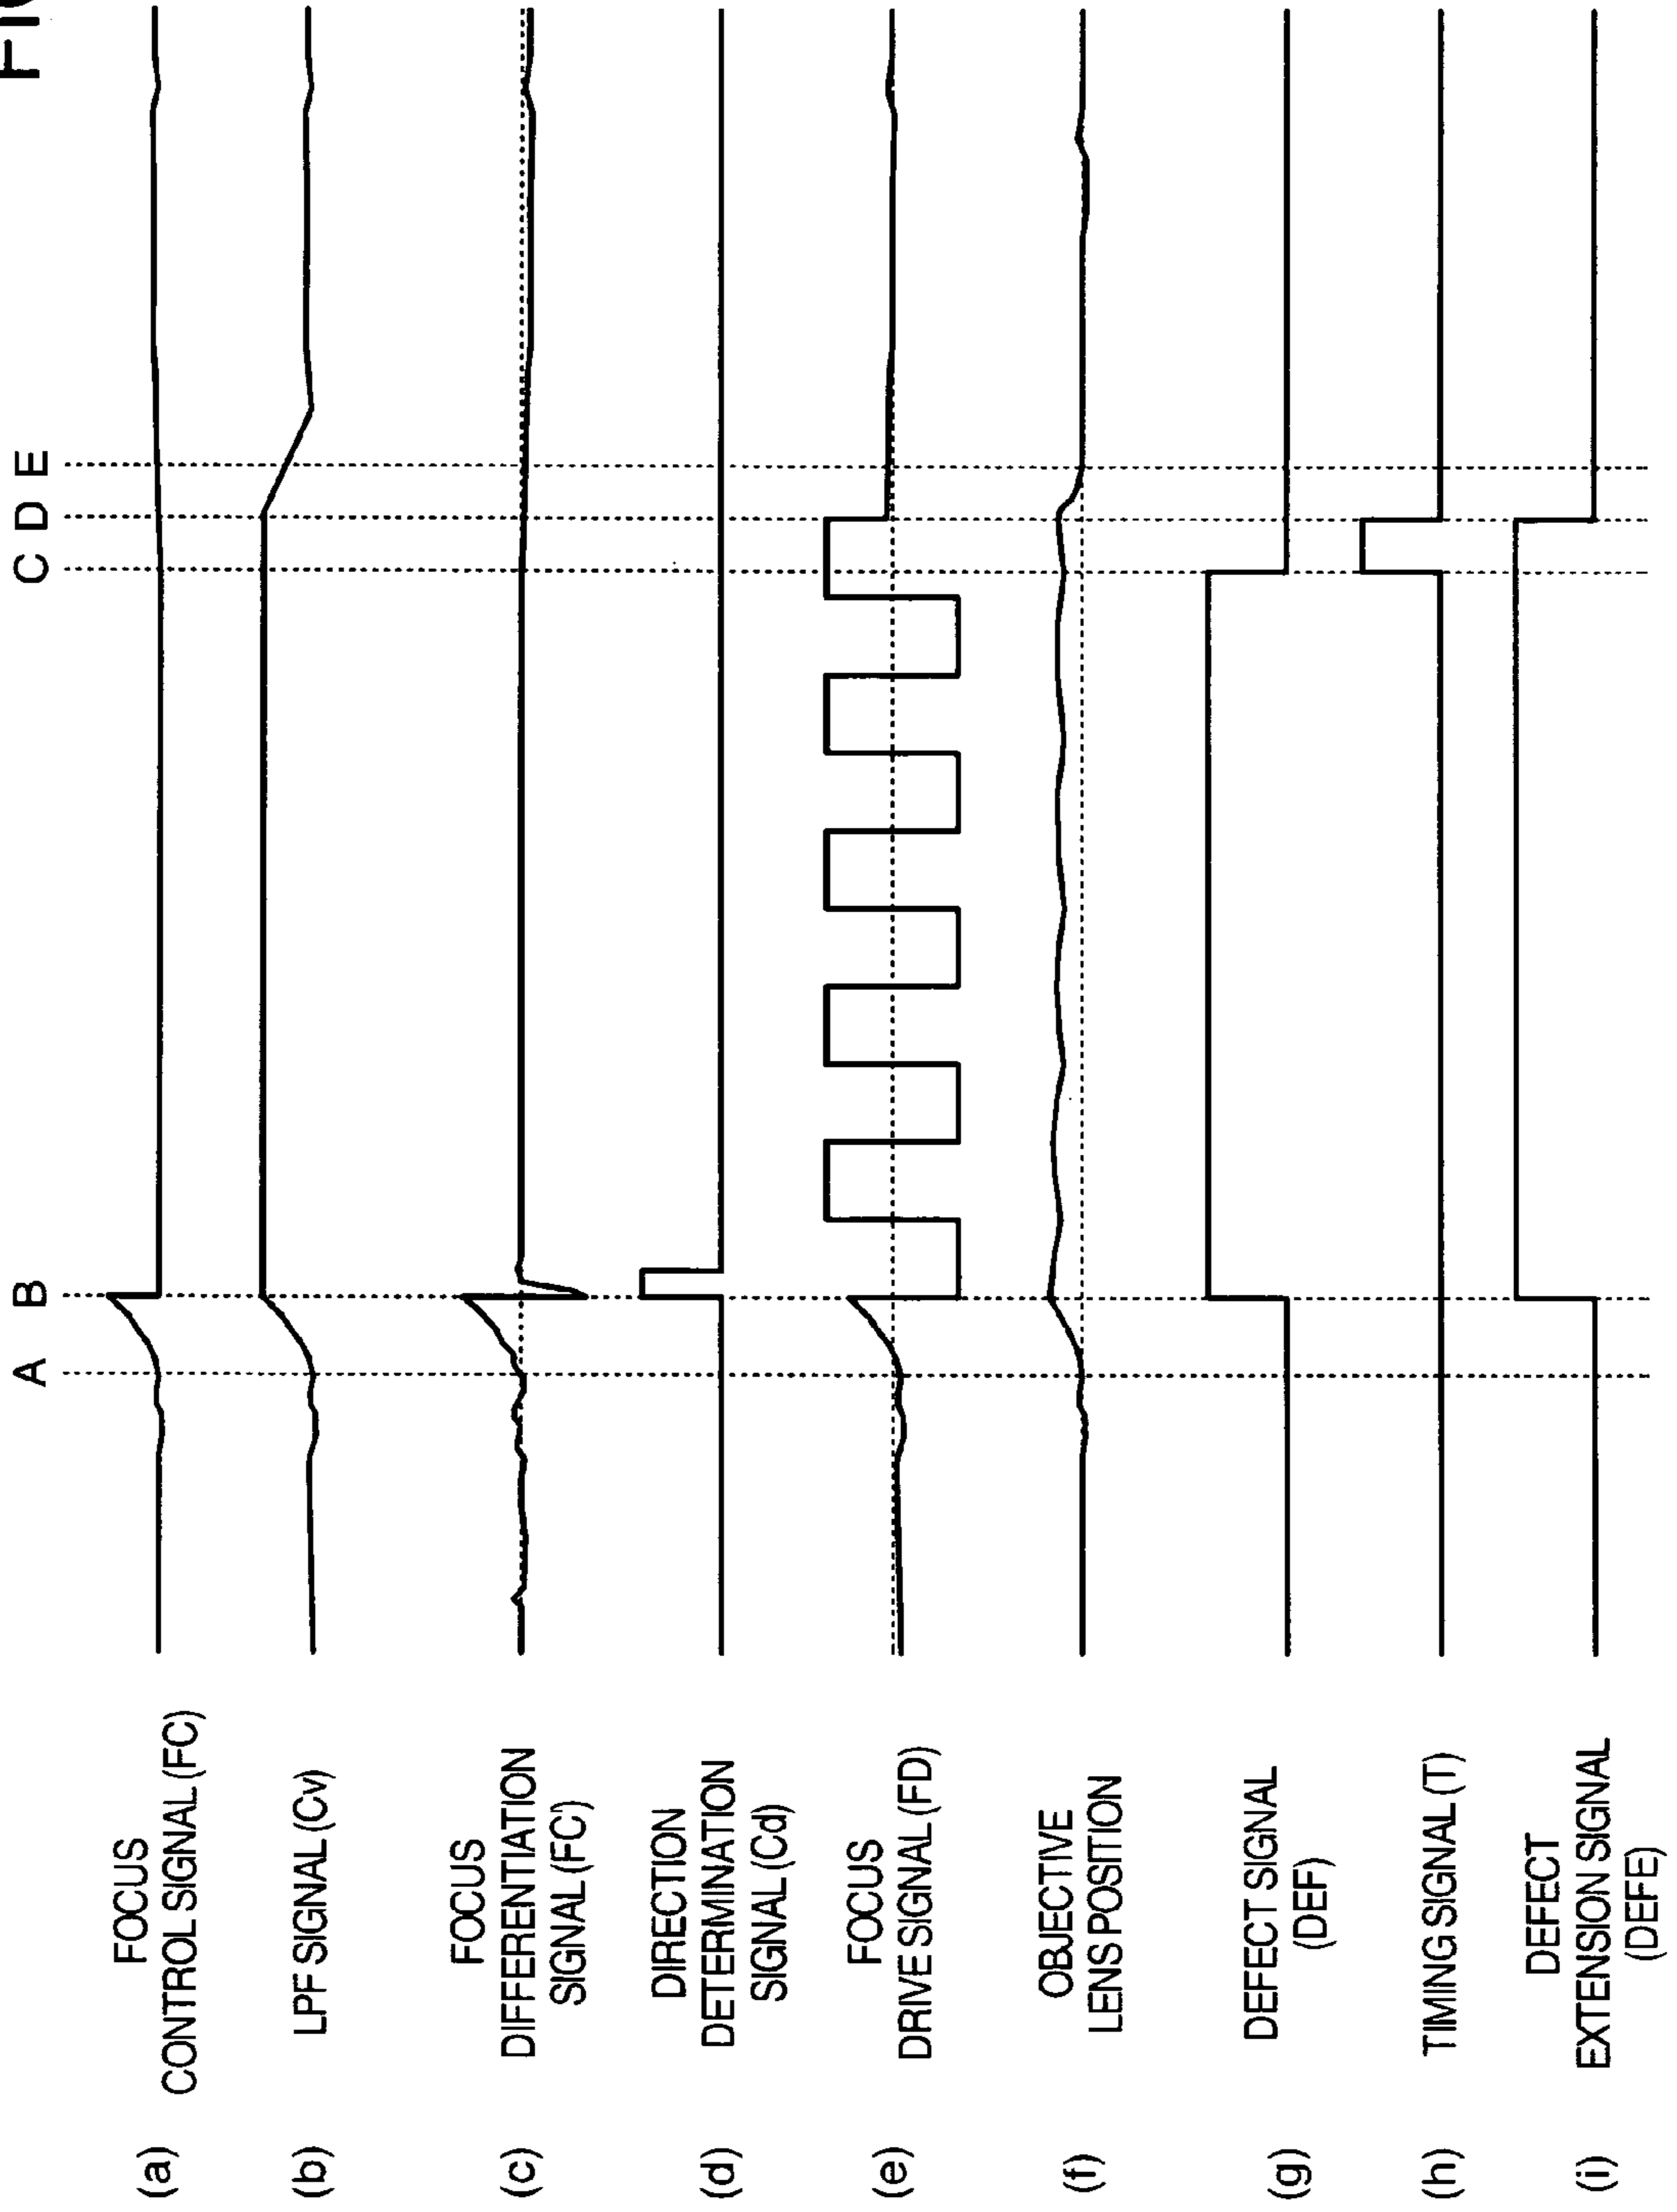 FIG
A B C D E
(a) FOCUS
CONTROL SIGNAL (FC)
(b) LPF SIGNAL (Cv)
(c) FOCUS
DIFFERENTIATION
SIGNAL (FC')
(d) DIRECTION
DETERMINATION
SIGNAL (Cd)
(e) FOCUS
DRIVE SIGNAL (FD)
(f) OBJECTIVE
LENS POSITION
(g) DEFECT SIGNAL
(DEF)
(h) TIMING SIGNAL (T)
(i) DEFECT
EXTENSION SIGNAL
(DEFE)